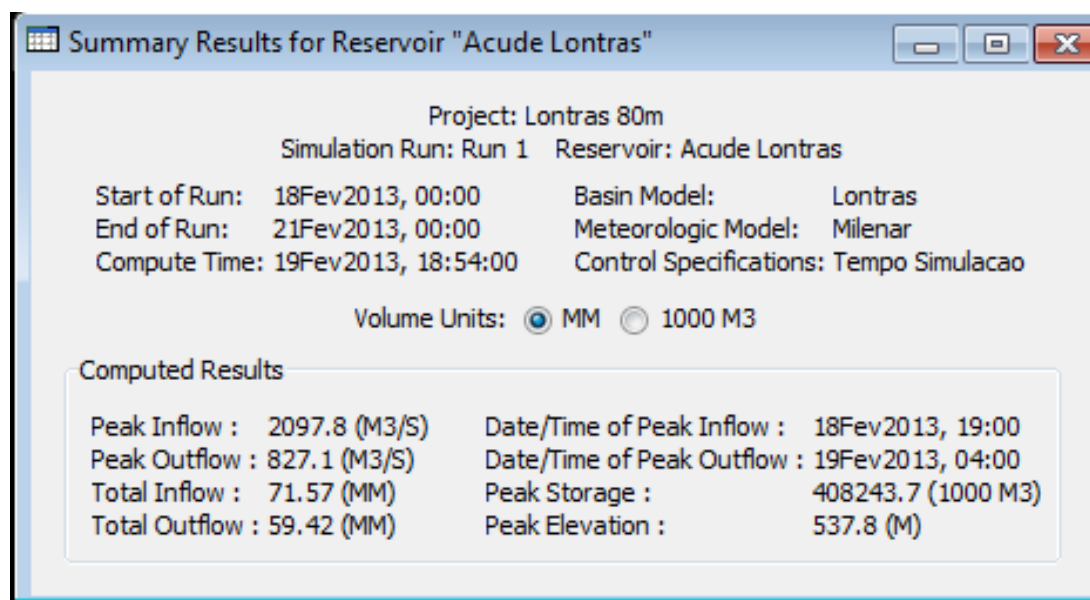 Summary Results for Reservoir "Acude Lontras"
Project: Lontras 80m
Simulation Run: Run 1 Reservoir: Acude Lontras
Start of Run: 18Fev2013, 00:00 Basin Model: Lontras
End of Run: 21Fev2013, 00:00 Meteorologic Model: Milenar
Compute Time: 19Fev2013, 18:54:00 Control Specifications: Tempo Simulacao
Volume Units: MM 1000 M3
Computed Results
Peak Inflow : 2097.8 (M3/S) Date/Time of Peak Inflow : 18Fev2013, 19:00
Peak Outflow : 827.1 (M3/S) Date/Time of Peak Outflow : 19Fev2013, 04:00
Total Inflow : 71.57 (MM) Peak Storage : 408243.7 (1000 M3)
Total Outflow : 59.42 (MM) Peak Elevation : 537.8 (M)